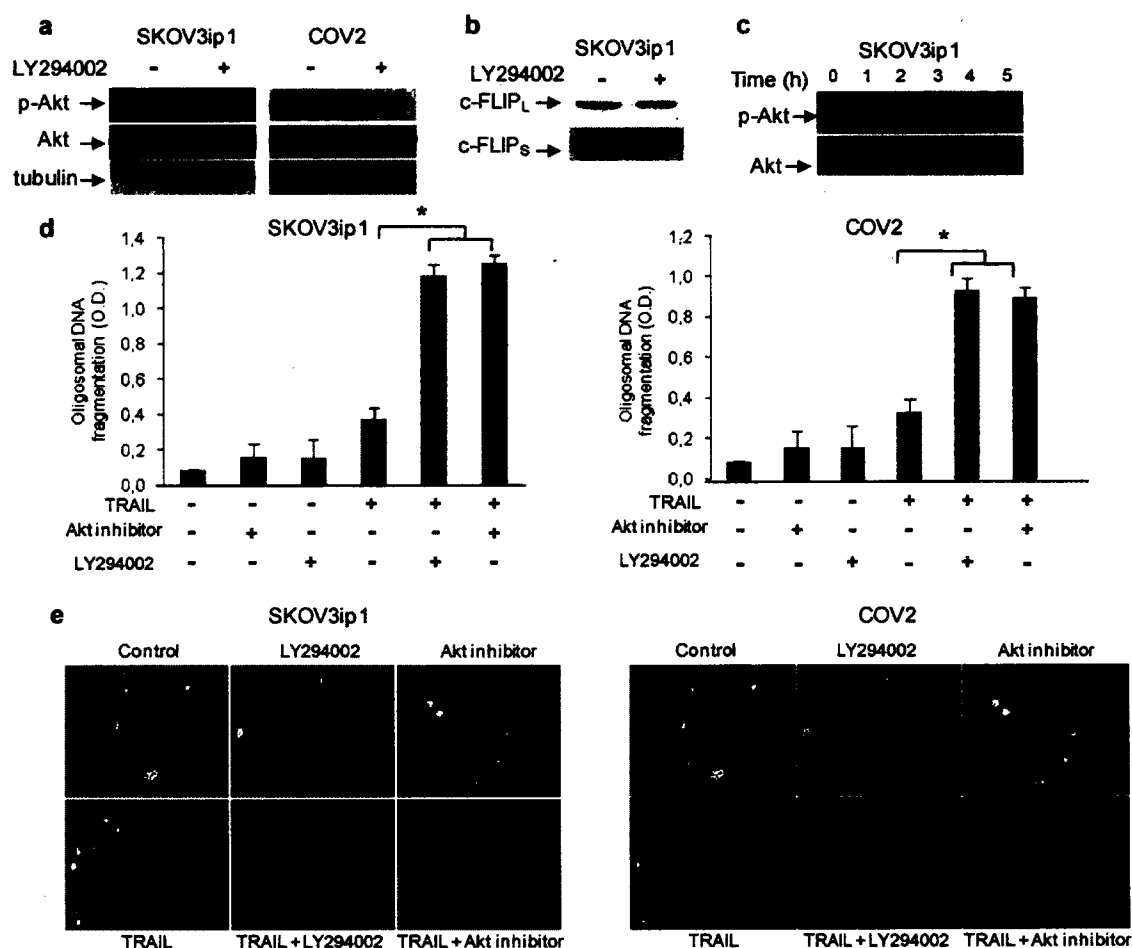 a
SKOV3ip1 COV2
LY294002 - + - +
p-Akt
Akt
tubulin
b
SKOV3ip1
LY294002 - +
c-FLIPL
c-FLIPS
c
SKOV3ip1
Time (h) 0 1 2 3 4 5
p-Akt
Akt
d
SKOV3ip1
*
Oligosomal DNA
fragmentation (O.D.)
1,4
1,2
1,0
0,8
0,6
0,4
0,2
0,0
TRAIL - - - + + +
Akt inhibitor - + - - - +
LY294002 - - + - + -
COV2
*
Oligosomal DNA
fragmentation (O.D.)
1,2
1,0
0,8
0,6
0,4
0,2
0,0
TRAIL - - - + + +
Akt inhibitor - + - - - +
LY294002 - - + - + -
e
SKOV3ip1
Control LY294002 Akt inhibitor
TRAIL TRAIL + LY294002 TRAIL + Akt inhibitor
COV2
Control LY294002 Akt inhibitor
TRAIL TRAIL + LY294002 TRAIL + Akt inhibitor